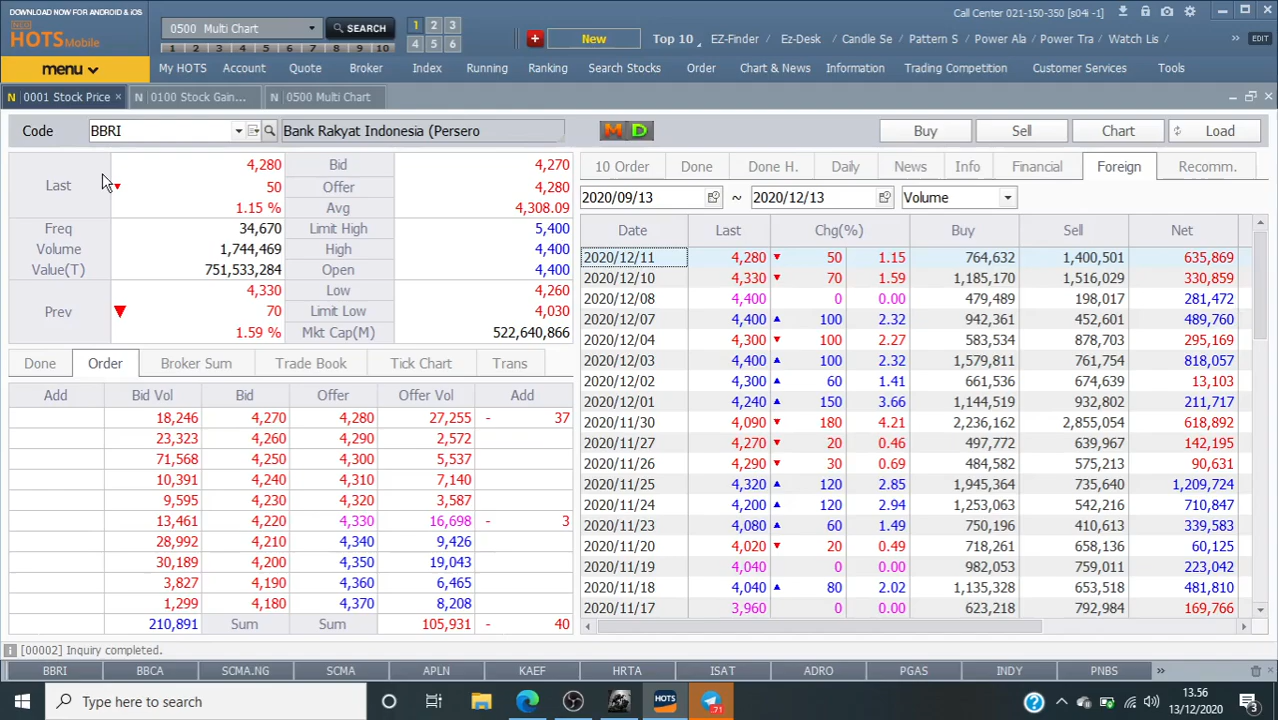 DOWNLOAD NOW FOR ANDROID & iOS
NEO
HOTS Mobile
0500 Multi Chart
SEARCH
1 2 3 4 5 6 7 8 9 10
1 2 3
4 5 6
New
Top 10
EZ-Finder
Ez-Desk
Candle Se
Pattern S
Power Ala
Power Tra
Watch Lis
»
EDIT
Call Center 021-150-350 [s04i -1]
menu
My HOTS Account Quote Broker Index Running Ranking Search Stocks Order Chart & News Information Trading Competition Customer Services Tools
N 0001 Stock Price ×
N 0100 Stock Gain...
N 0500 Multi Chart
Code BBRI Bank Rakyat Indonesia (Persero M D Buy Sell Chart Load
Last 4,280 Bid 4,270
50 Offer 4,280
1.15 % Avg 4,308.09
Freq 34,670 Limit High 5,400
Volume 1,744,469 High 4,400
Value(T) 751,533,284 Open 4,400
4,330 Low 4,260
Prev 70 Limit Low 4,030
1.59 % Mkt Cap(M) 522,640,866
Done Order Broker Sum Trade Book Tick Chart Trans
Add Bid Vol Bid Offer Offer Vol Add
18,246 4,270 4,280 27,255 - 37
23,323 4,260 4,290 2,572
71,568 4,250 4,300 5,537
10,391 4,240 4,310 7,140
9,595 4,230 4,320 3,587
13,461 4,220 4,330 16,698 - 3
28,992 4,210 4,340 9,426
30,189 4,200 4,350 19,043
3,827 4,190 4,360 6,465
1,299 4,180 4,370 8,208
210,891 Sum Sum 105,931 - 40
10 Order Done Done H. Daily News Info Financial Foreign Recomm.
2020/09/13 ~ 2020/12/13 Volume
Date Last Chg(%) Buy Sell Net
2020/12/11 4,280 50 1.15 764,632 1,400,501 635,869
2020/12/10 4,330 70 1.59 1,185,170 1,516,029 330,859
2020/12/08 4,400 0 0.00 479,489 198,017 281,472
2020/12/07 4,400 100 2.32 942,361 452,601 489,760
2020/12/04 4,300 100 2.27 583,534 878,703 295,169
2020/12/03 4,400 100 2.32 1,579,811 761,754 818,057
2020/12/02 4,300 60 1.41 661,536 674,639 13,103
2020/12/01 4,240 150 3.66 1,144,519 932,802 211,717
2020/11/30 4,090 180 4.21 2,236,162 2,855,054 618,892
2020/11/27 4,270 20 0.46 497,772 639,967 142,195
2020/11/26 4,290 30 0.69 484,582 575,213 90,631
2020/11/25 4,320 120 2.85 1,945,364 735,640 1,209,724
2020/11/24 4,200 120 2.94 1,253,063 542,216 710,847
2020/11/23 4,080 60 1.49 750,196 410,613 339,583
2020/11/20 4,020 20 0.49 718,261 658,136 60,125
2020/11/19 4,040 0 0.00 982,053 759,011 223,042
2020/11/18 4,040 80 2.02 1,135,328 653,518 481,810
2020/11/17 3,960 0 0.00 623,218 792,984 169,766
[00002] Inquiry completed.
BBRI BBCA SCMA.NG SCMA APLN KAEF HRTA ISAT ADRO PGAS INDY PNBS »
Type here to search
HOTS
71
13.56
13/12/2020
3